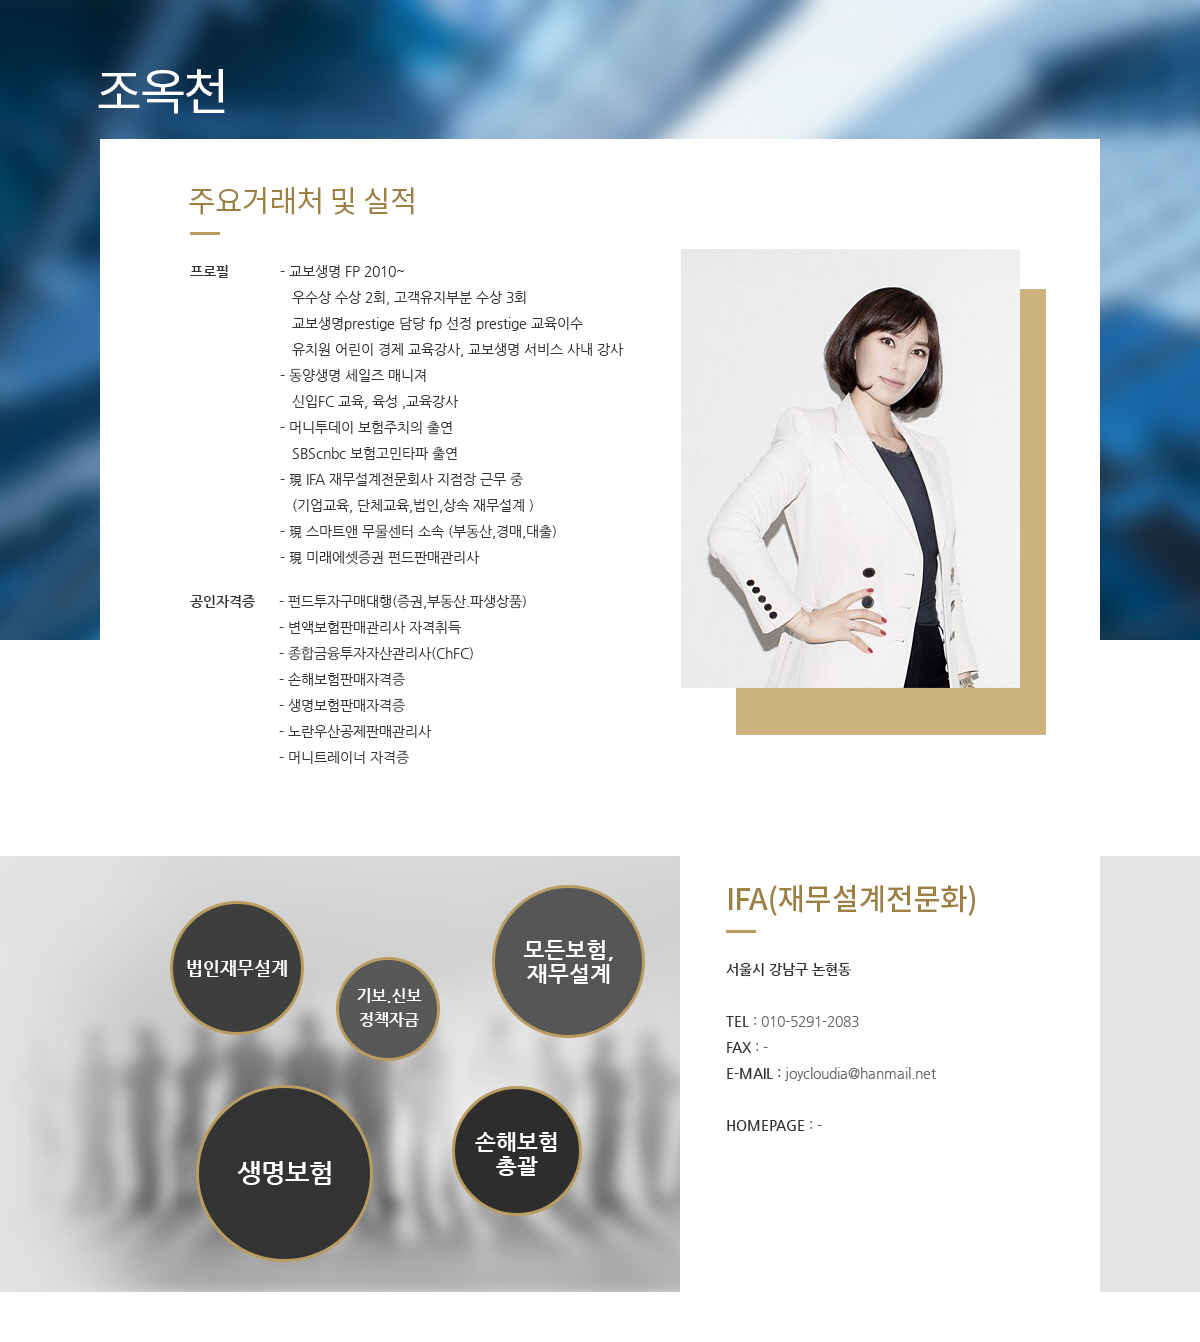 조옥천
주요거래처 및 실적
프로필
- 교보생명 FP 2010~
우수상 수상 2회, 고객유지부분 수상 3회
교보생명prestige 담당 fp 선정 prestige 교육이수
유치원 어린이 경제 교육강사, 교보생명 서비스 사내 강사
- 동양생명 세일즈 매니져
신입FC 교육, 육성 ,교육강사
- 머니투데이 보험주치의 출연
SBScnbc 보험고민타파 출연
- 現 IFA 재무설계전문회사 지점장 근무 중
(기업교육, 단체교육,법인,상속 재무설계 )
- 現 스마트앤 무물센터 소속 (부동산,경매,대출)
- 現 미래에셋증권 펀드판매관리사
공인자격증
- 펀드투자구매대행(증권,부동산.파생상품)
- 변액보험판매관리사 자격취득
- 종합금융투자자산관리사(ChFC)
- 손해보험판매자격증
- 생명보험판매자격증
- 노란우산공제판매관리사
- 머니트레이너 자격증
법인재무설계
기보.신보
정책자금
모든보험,
재무설계
생명보험
손해보험
총괄
IFA(재무설계전문화)
서울시 강남구 논현동
TEL : 010-5291-2083
FAX : -
E-MAIL : joycloudia@hanmail.net
HOMEPAGE : -